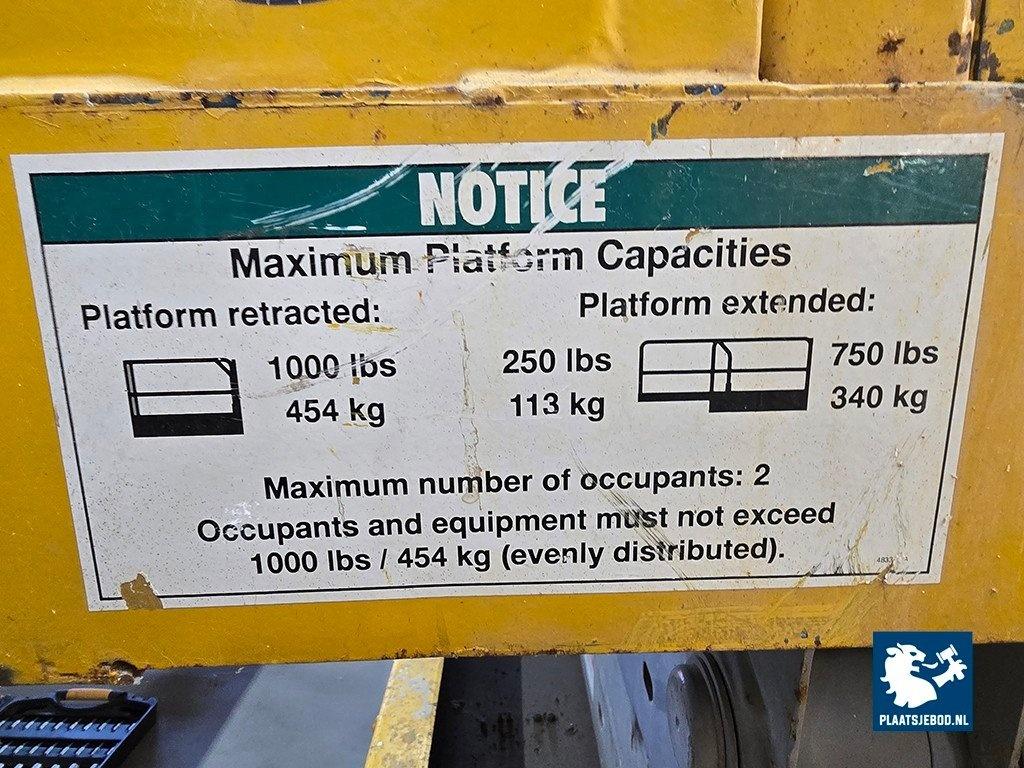 NOTICE
Maximum Platform Capacities
Platform retracted:
1000 lbs
454 kg
Platform extended:
250 lbs
113 kg
750 lbs
340 kg
Maximum number of occupants: 2
Occupants and equipment must not exceed
1000 lbs / 454 kg (evenly distributed).
PLAATSJEBOD.NL